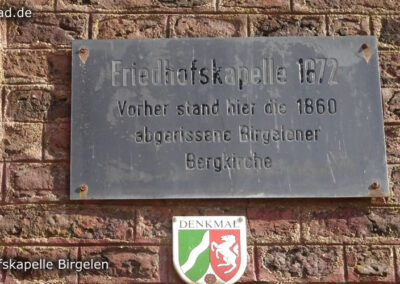 ad.de
Friedhofskapelle 1872
Vorher stand hier die 1860
abgerissene Birgelener
Bergkirche
DENKMAL
fskapelle Birgelen